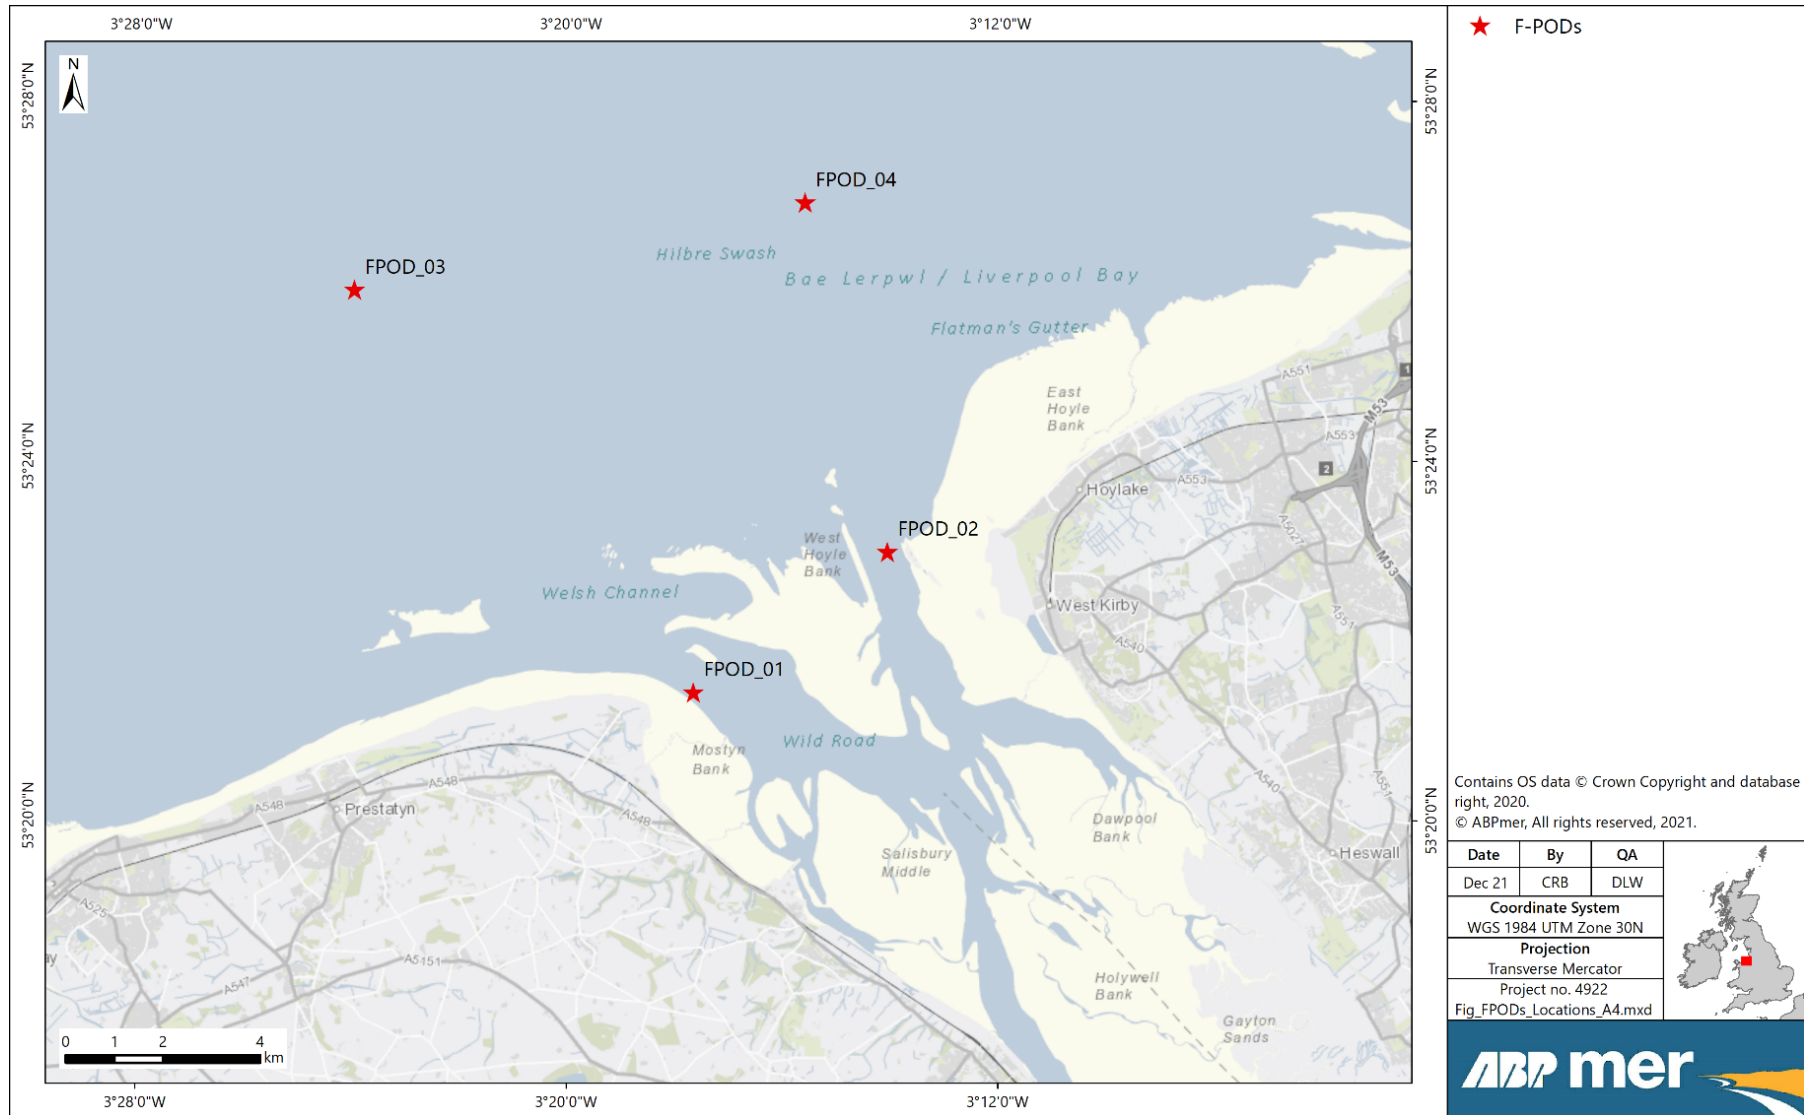 3°28'0"W
3°20'0"W
3°12'0"W
F-PODs
N
53°28'0"N
53°28'0"N
FPOD_04
Hilbre Swash
FPOD_03
Bae Lerpwl / Liverpool Bay
Flatman's Gutter
A551
1
East
Hoyle
Bank
M53
A553
53°24'0"N
53°24'0"N
2
Hoylake
A553
A5027
FPOD_02
West
Hoyle
Bank
M53
Welsh Channel
West Kirby
A551
A540
FPOD_01
Wild Road
Mostyn
Bank
A540
A551
A548
A548
Prestatyn
A548
53°20'0"N
53°20'0"N
Dawpool
Bank
Salisbury
Middle
Heswall
A525
A5151
A547
Holywell
Bank
Gayton
Sands
0 1 2 4
km
3°28'0"W
3°20'0"W
3°12'0"W
Contains OS data © Crown Copyright and database
right, 2020.
© ABPmer, All rights reserved, 2021.
Date By QA
Dec 21 CRB DLW
Coordinate System
WGS 1984 UTM Zone 30N
Projection
Transverse Mercator
Project no. 4922
Fig_FPODs_Locations_A4.mxd
ABPmer